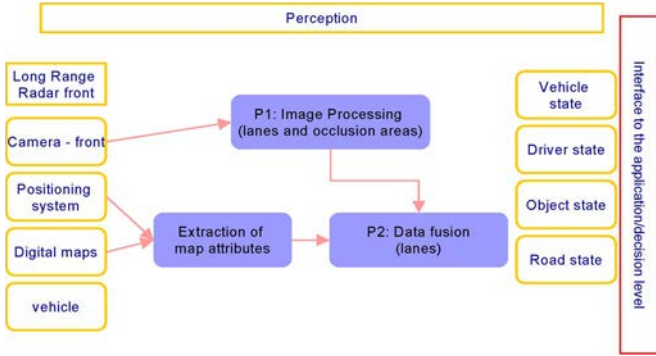 Perception
Long Range
Radar front
Camera - front
Positioning
system
Digital maps
vehicle
P1: Image Processing
(lanes and occlusion areas)
Extraction of
map attributes
P2: Data fusion
(lanes)
Vehicle
state
Driver state
Object state
Road state
Interface to the application/decision level